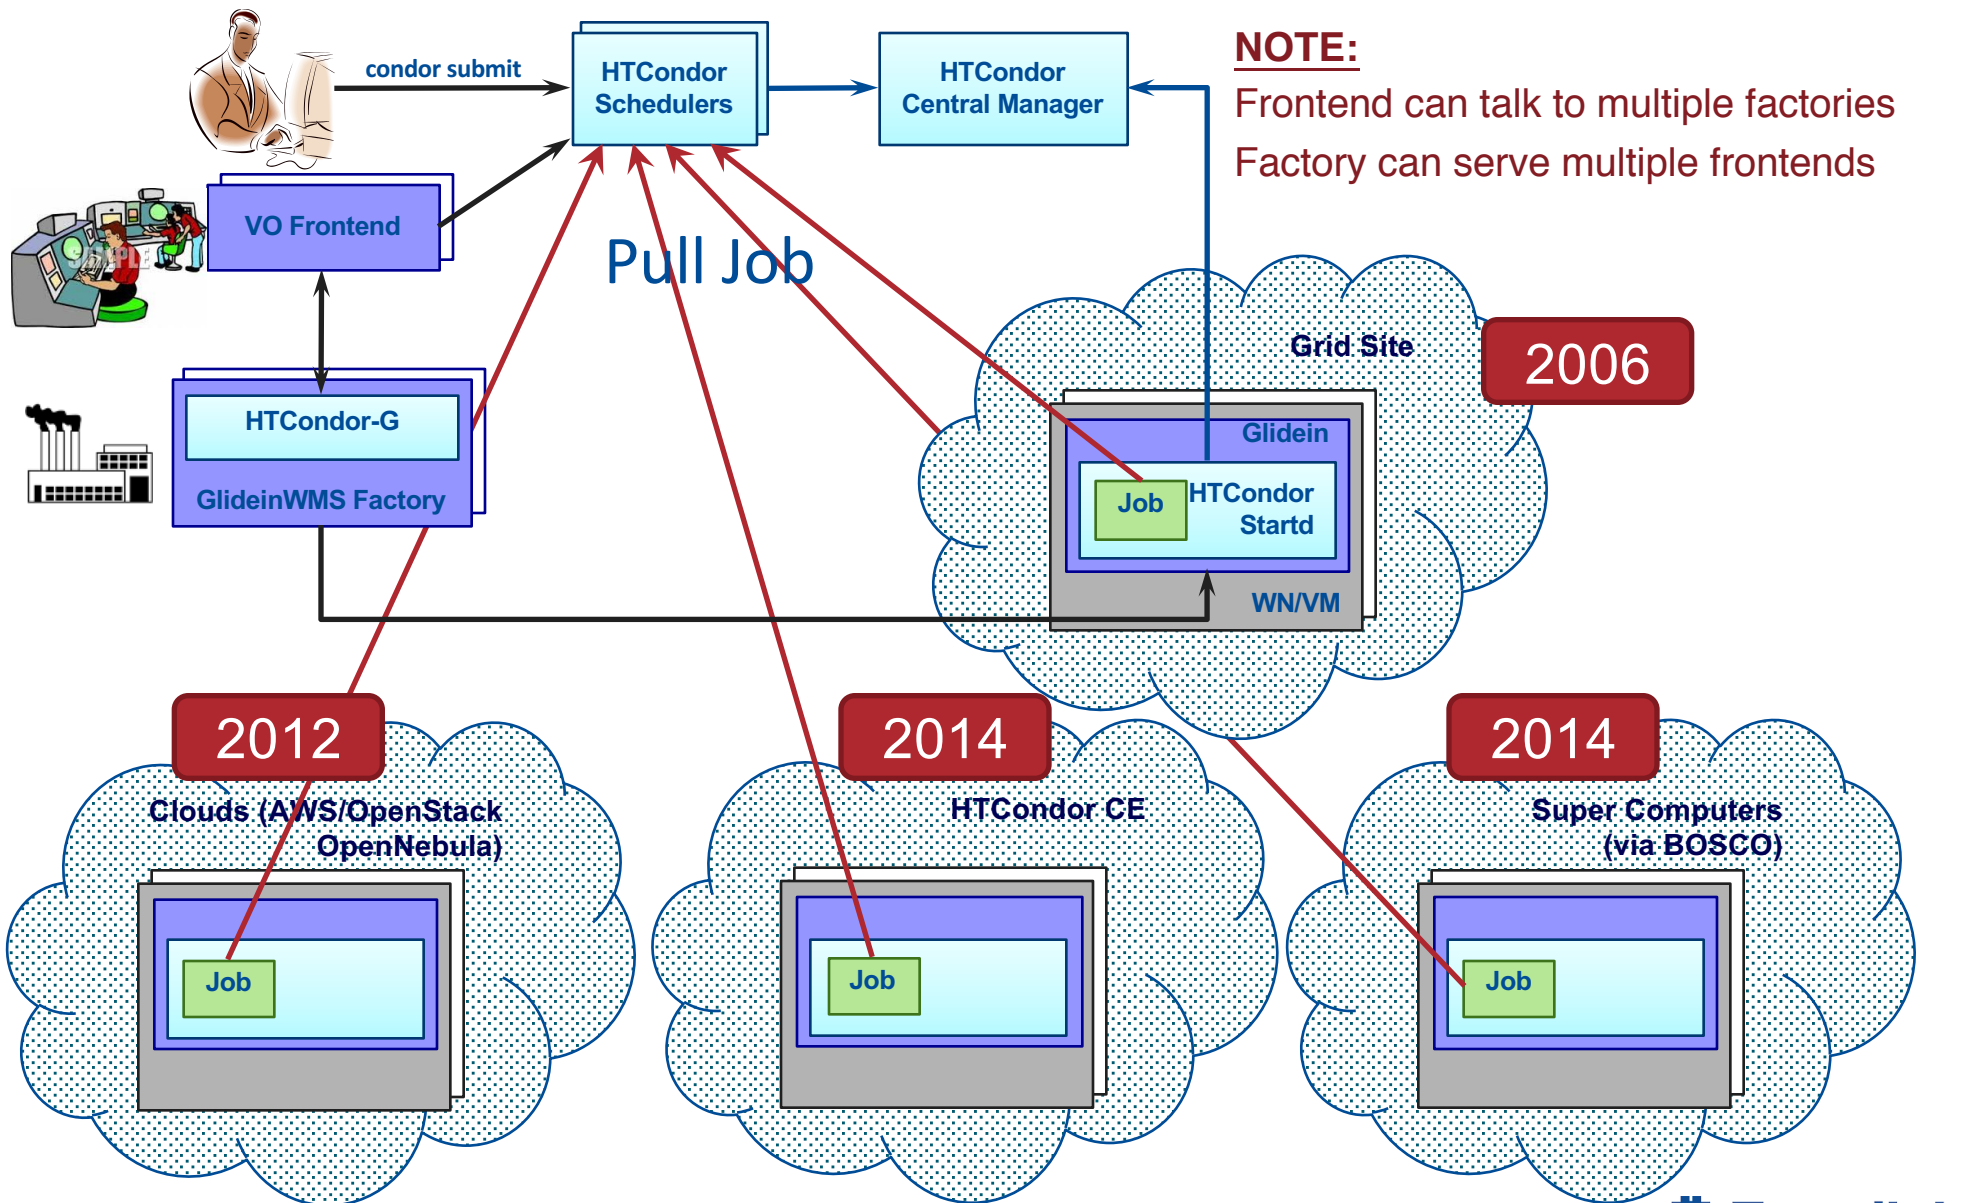 condor submit
HTCondor
Schedulers
HTCondor
Central Manager
NOTE:
Frontend can talk to multiple factories
Factory can serve multiple frontends
VO Frontend
SAMPLE
Pull Job
Grid Site
2006
HTCondor-G
GlideinWMS Factory
Glidein
Job
HTCondor
Startd
WN/VM
2012
Clouds (AWS/OpenStack
OpenNebula)
Job
2014
HTCondor CE
Job
2014
Super Computers
(via BOSCO)
Job